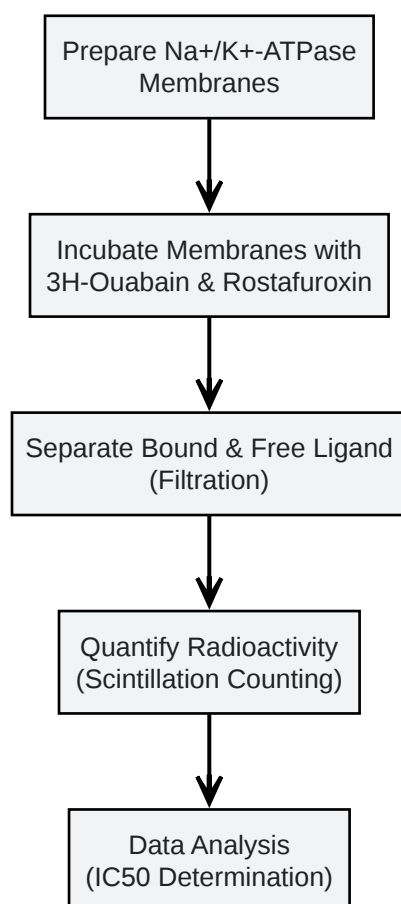 Prepare Na+/K+-ATPase
Membranes
Incubate Membranes with
3H-Ouabain & Rostafuroxin
Separate Bound & Free Ligand
(Filtration)
Quantify Radioactivity
(Scintillation Counting)
Data Analysis
(IC50 Determination)